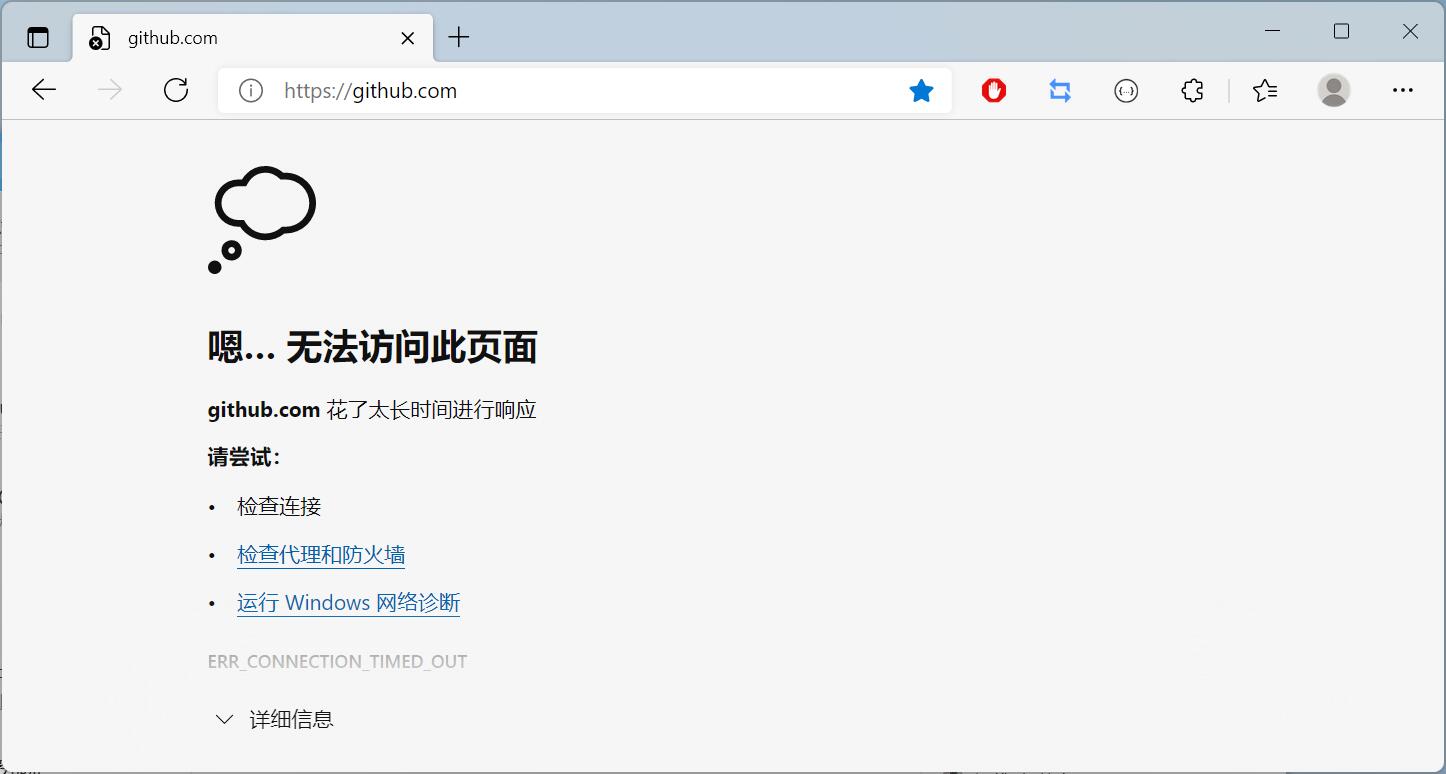 github.com
https://github.com
嗯… 无法访问此页面
github.com 花了太长时间进行响应
请尝试：
• 检查连接
• 检查代理和防火墙
• 运行 Windows 网络诊断
ERR_CONNECTION_TIMED_OUT
详细信息